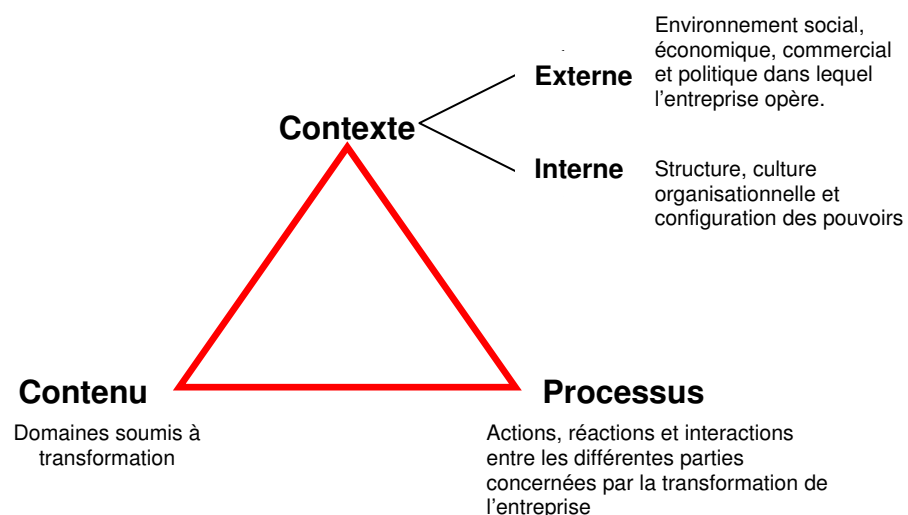 Environnement social,
économique, commercial
et politique dans lequel
l'entreprise opère.
Externe
Contexte
Interne
Structure, culture
organisationnelle et
configuration des pouvoirs
Contenu
Domaines soumis à
transformation
Processus
Actions, réactions et interactions
entre les différentes parties
concernées par la transformation de
l'entreprise